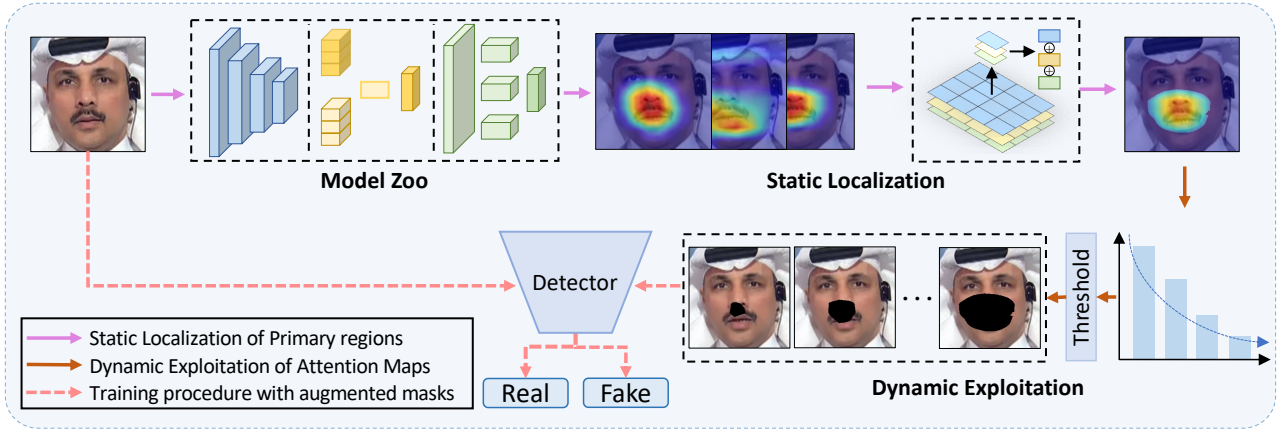 Model Zoo
Static Localization
Detector
Threshold
Static Localization of Primary regions
Dynamic Exploitation of Attention Maps
Training procedure with augmented masks
Real
Fake
Dynamic Exploitation